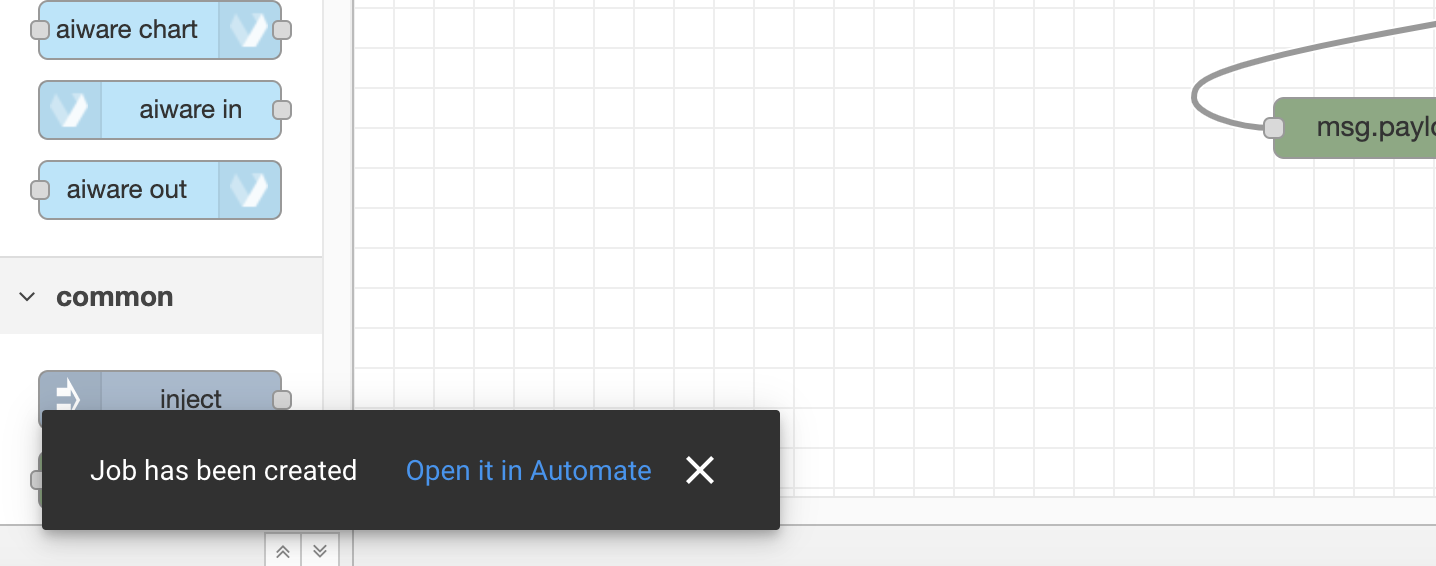 aiware chart
aiware in
msg.paylo
aiware out
common
inject
Job has been created Open it in Automate